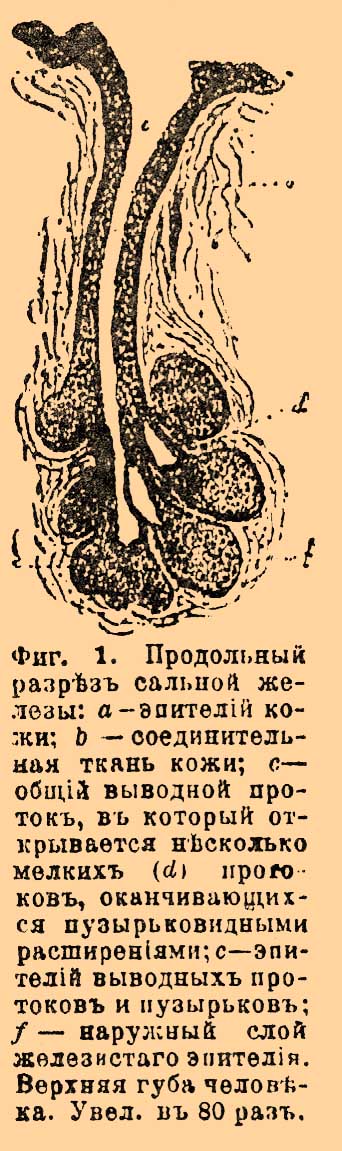 c
d
f
Фиг. 1. Продольный
разрѣзъ сальной же-
лезы: a — эпителій ко-
жи; b — соединитель-
ная ткань кожи; c —
общій выводной про-
токъ, въ который от-
крывается нѣсколько
мелкихъ (d) прото-
ковъ, оканчивающих-
ся пузырьковидными
расширеніями; c — эпи-
телій выводныхъ про-
токовъ и пузырьковъ;
f — наружный слой
железистаго эпителія.
Верхняя губа человѣ-
ка. Увел. въ 80 разъ.